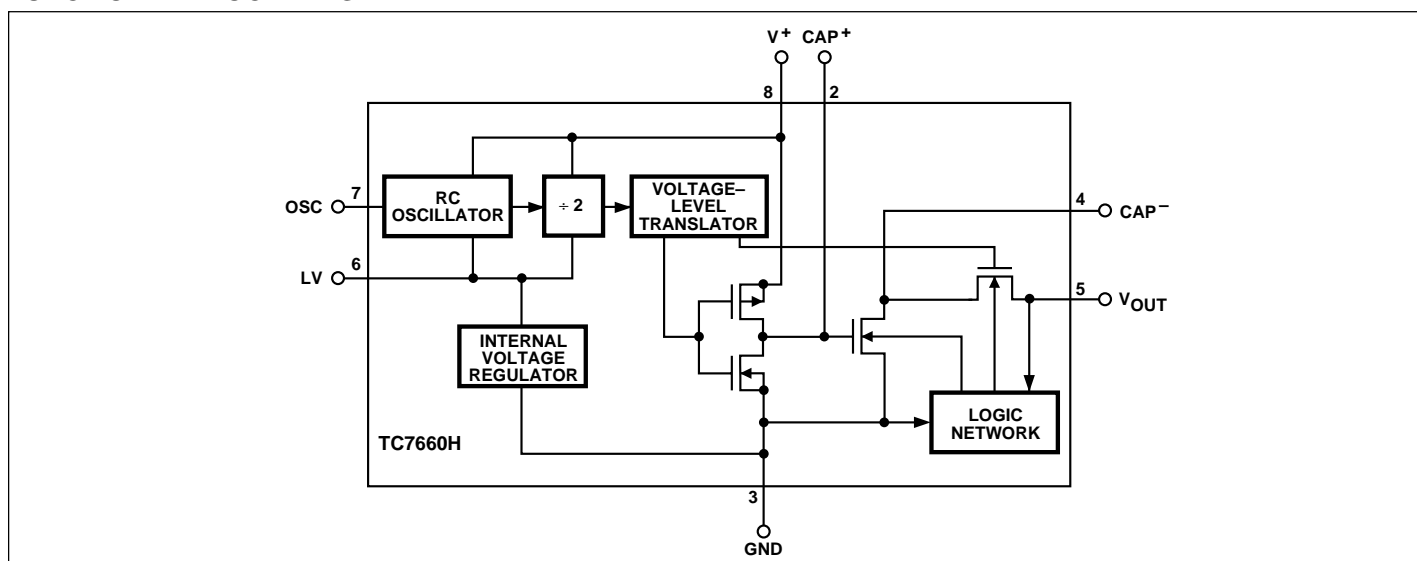 V+ CAP+
8 2
RC
OSCILLATOR
÷ 2
VOLTAGE–
LEVEL
TRANSLATOR
7
OSC
4
CAP–
6
LV
5
VOUT
INTERNAL
VOLTAGE
REGULATOR
LOGIC
NETWORK
TC7660H
3
GND